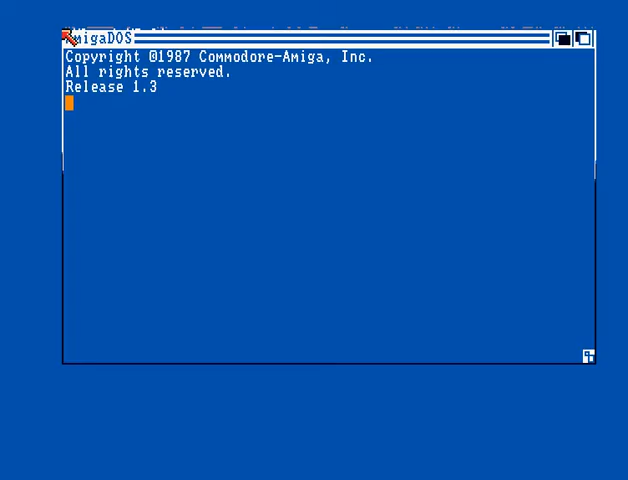 AmigaDOS
Copyright ©1987 Commodore-Amiga, Inc.
All rights reserved.
Release 1.3